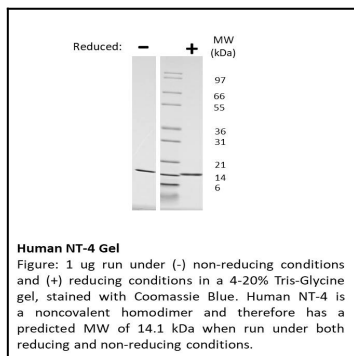 Reduced: - + MW
(kDa)
97
66
55
36
31
21
14
6
Human NT-4 Gel
Figure: 1 ug run under (-) non-reducing conditions
and (+) reducing conditions in a 4-20% Tris-Glycine
gel, stained with Coomassie Blue. Human NT-4 is
a noncovalent homodimer and therefore has a
predicted MW of 14.1 kDa when run under both
reducing and non-reducing conditions.